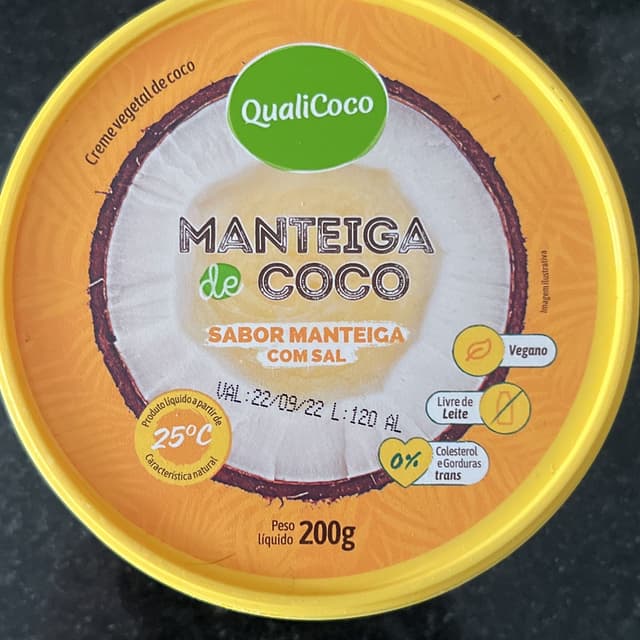 Creme vegetal de coco
QualiCoco
MANTEIGA
de COCO
SABOR MANTEIGA
COM SAL
Imagem ilustrativa
Vegano
Livre de
Leite
VAL:22/09/22 L:120 AL
Produto líquido a partir de
25°C
Característica natural
0%
Colesterol
e Gorduras
trans
Peso
líquido 200g